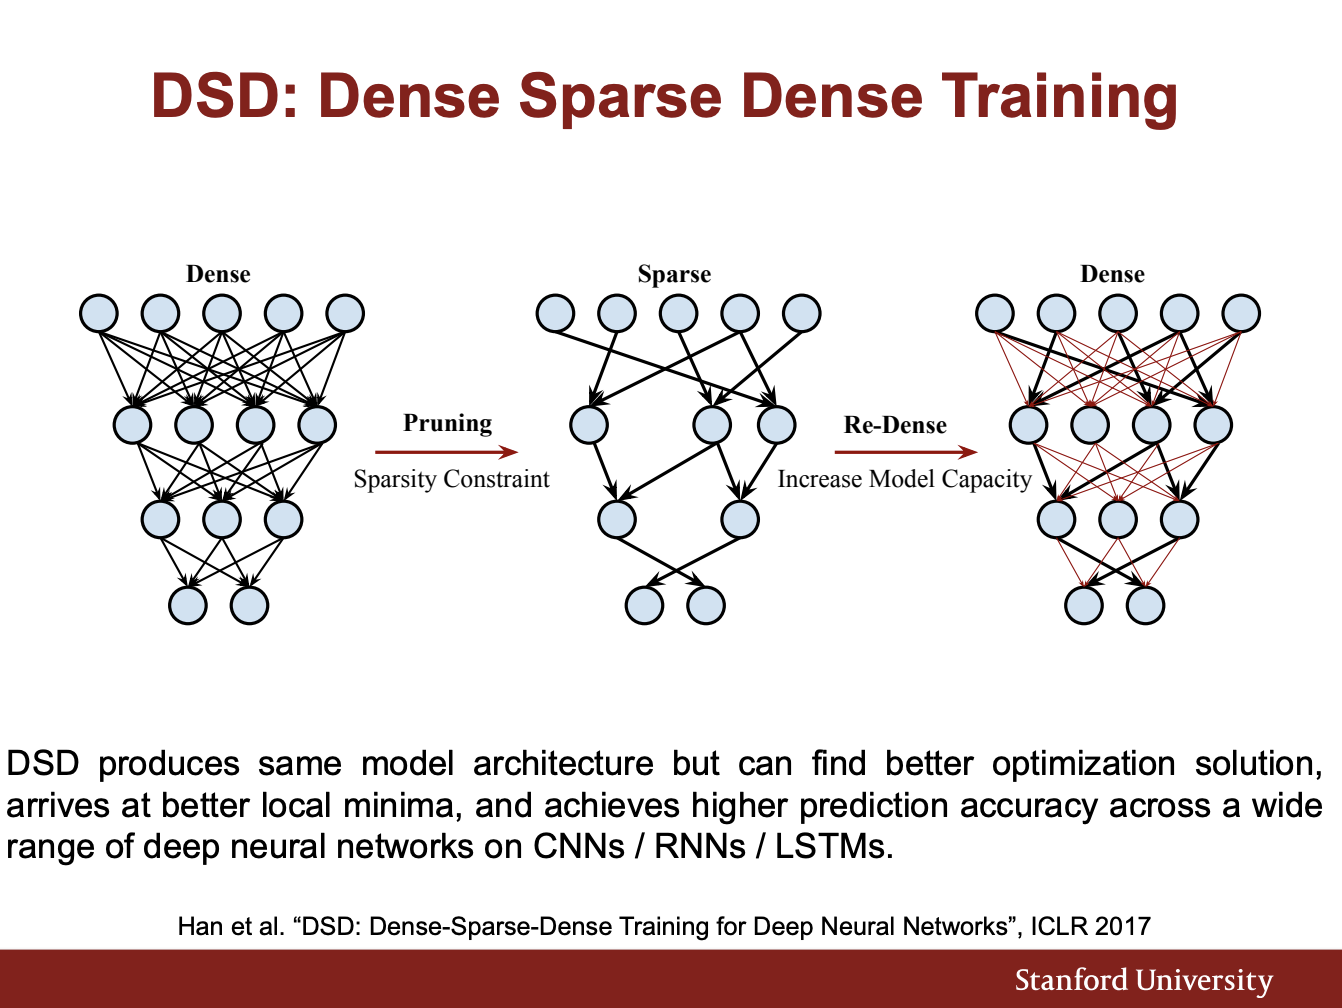 DSD: Dense Sparse Dense Training
Dense
Sparse
Dense
Pruning
Sparsity Constraint
Re-Dense
Increase Model Capacity
DSD produces same model architecture but can find better optimization solution,
arrives at better local minima, and achieves higher prediction accuracy across a wide
range of deep neural networks on CNNs / RNNs / LSTMs.
Han et al. “DSD: Dense-Sparse-Dense Training for Deep Neural Networks”, ICLR 2017
Stanford University